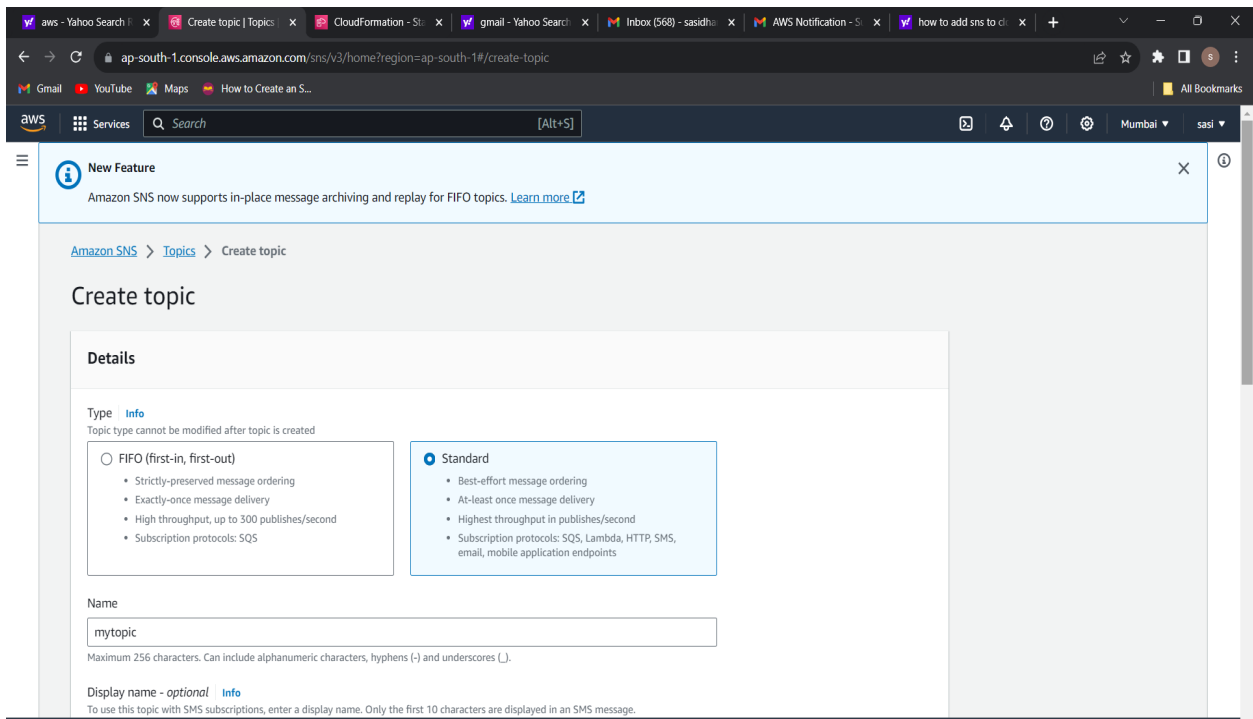 aws - Yahoo Search R
Create topic | Topics |
CloudFormation - Sta
gmail - Yahoo Search
Inbox (568) - sasidha
AWS Notification - Su
how to add sns to clo
ap-south-1.console.aws.amazon.com/sns/v3/home?region=ap-south-1#/create-topic
s
Gmail
YouTube
Maps
How to Create an S...
All Bookmarks
aws
Services
Search
[Alt+S]
Mumbai ▼
sasi ▼
New Feature
Amazon SNS now supports in-place message archiving and replay for FIFO topics. Learn more
Amazon SNS > Topics > Create topic
Create topic
Details
Type Info
Topic type cannot be modified after topic is created
FIFO (first-in, first-out)
• Strictly-preserved message ordering
• Exactly-once message delivery
• High throughput, up to 300 publishes/second
• Subscription protocols: SQS
Standard
• Best-effort message ordering
• At-least once message delivery
• Highest throughput in publishes/second
• Subscription protocols: SQS, Lambda, HTTP, SMS,
email, mobile application endpoints
Name
mytopic
Maximum 256 characters. Can include alphanumeric characters, hyphens (-) and underscores (_).
Display name - optional Info
To use this topic with SMS subscriptions, enter a display name. Only the first 10 characters are displayed in an SMS message.